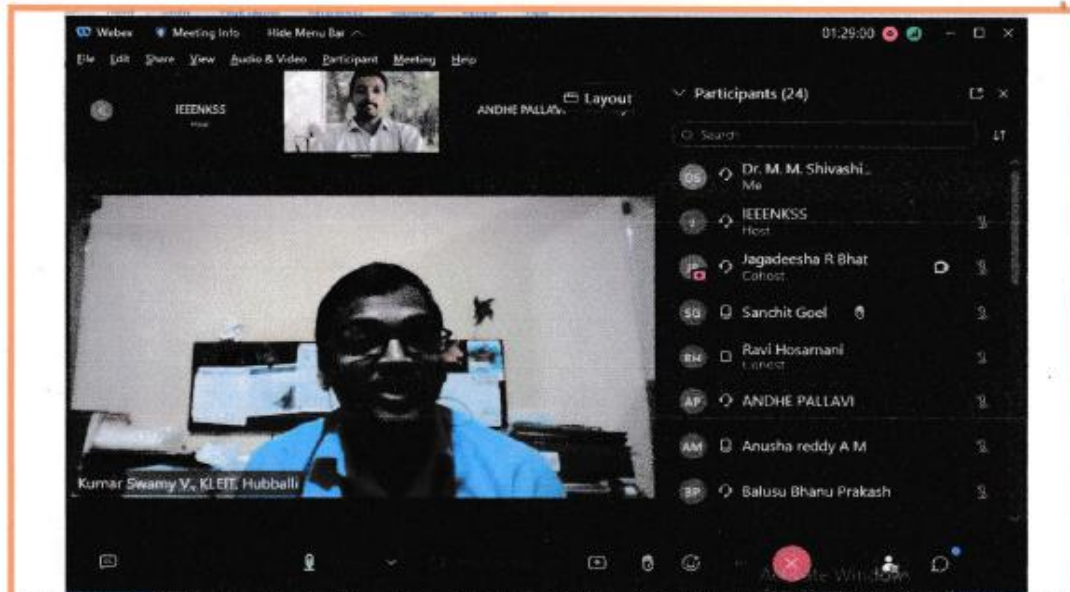 Webex Meeting Info Hide Menu Bar 01:29:00
File Edit Share View Audio & Video Participant Meeting Help
IEEENKSS
Host
ANDHE PALLAVI
Layout
Participants (24)
Search
DS Dr. M. M. Shivashi...
Me
I IEEENKSS
Host
Jagadeesha R Bhat
Cohost
SG Sanchit Goel
RH Ravi Hosamani
Cohost
AP ANDHE PALLAVI
AM Anusha reddy A M
BP Balusu Bhanu Prakash
Kumar Swamy V., KLEIT, Hubballi